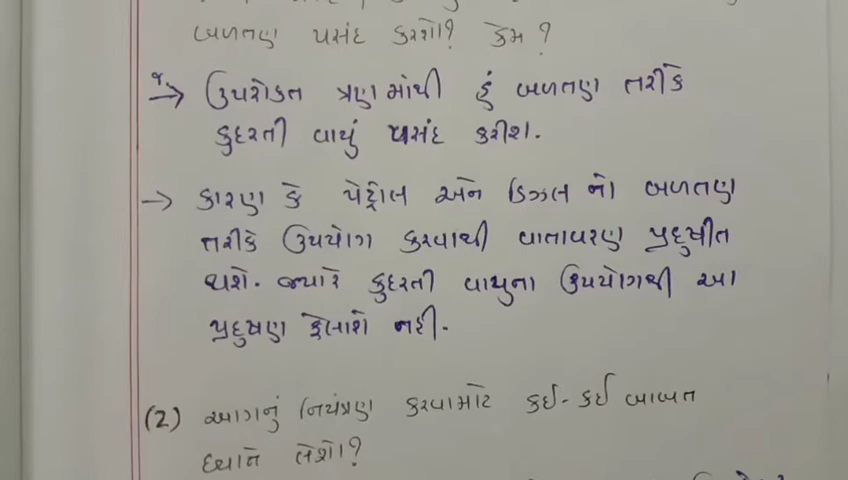 બળતણ પસંદ કરશો? કેમ?
→ ઉપરોક્ત ત્રણમાંથી હું બળતણ તરીકે
કુદરતી વાયું પસંદ કરીશ.
→ કારણ કે પેટ્રોલ અને ડિઝલ નો બળતણ
તરીકે ઉપયોગ કરવાથી વાતાવરણ પ્રદુષીત
થશે. જ્યારે કુદરતી વાયુના ઉપયોગથી આ
પ્રદુષણ ફેલાશે નહી.
(2) આગનું નિયંત્રણ કરવામાટે કઈ-કઈ બાબત
ધ્યાને લેશો?